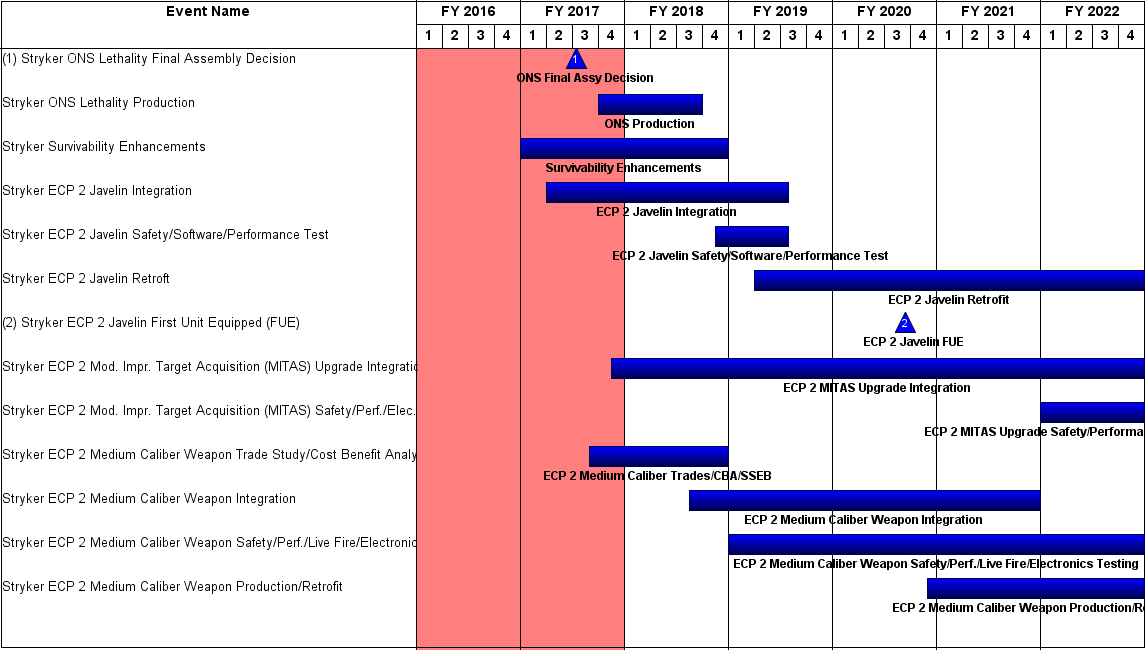 Event Name FY 2016 FY 2017 FY 2018 FY 2019 FY 2020 FY 2021 FY 2022
1 2 3 4 1 2 3 4 1 2 3 4 1 2 3 4 1 2 3 4 1 2 3 4 1 2 3 4
(1) Stryker ONS Lethality Final Assembly Decision
1
ONS Final Assy Decision
Stryker ONS Lethality Production
ONS Production
Stryker Survivability Enhancements
Survivability Enhancements
Stryker ECP 2 Javelin Integration
ECP 2 Javelin Integration
Stryker ECP 2 Javelin Safety/Software/Performance Test
ECP 2 Javelin Safety/Software/Performance Test
Stryker ECP 2 Javelin Retroft
ECP 2 Javelin Retrofit
(2) Stryker ECP 2 Javelin First Unit Equipped (FUE)
2
ECP 2 Javelin FUE
Stryker ECP 2 Mod. Impr. Target Acquisition (MITAS) Upgrade Integratio
ECP 2 MITAS Upgrade Integration
Stryker ECP 2 Mod. Impr. Target Acquisition (MITAS) Safety/Perf./Elec.
ECP 2 MITAS Upgrade Safety/Performa
Stryker ECP 2 Medium Caliber Weapon Trade Study/Cost Benefit Analy
ECP 2 Medium Caliber Trades/CBA/SSEB
Stryker ECP 2 Medium Caliber Weapon Integration
ECP 2 Medium Caliber Weapon Integration
Stryker ECP 2 Medium Caliber Weapon Safety/Perf./Live Fire/Electronic
ECP 2 Medium Caliber Weapon Safety/Perf./Live Fire/Electronics Testing
Stryker ECP 2 Medium Caliber Weapon Production/Retrofit
ECP 2 Medium Caliber Weapon Production/R